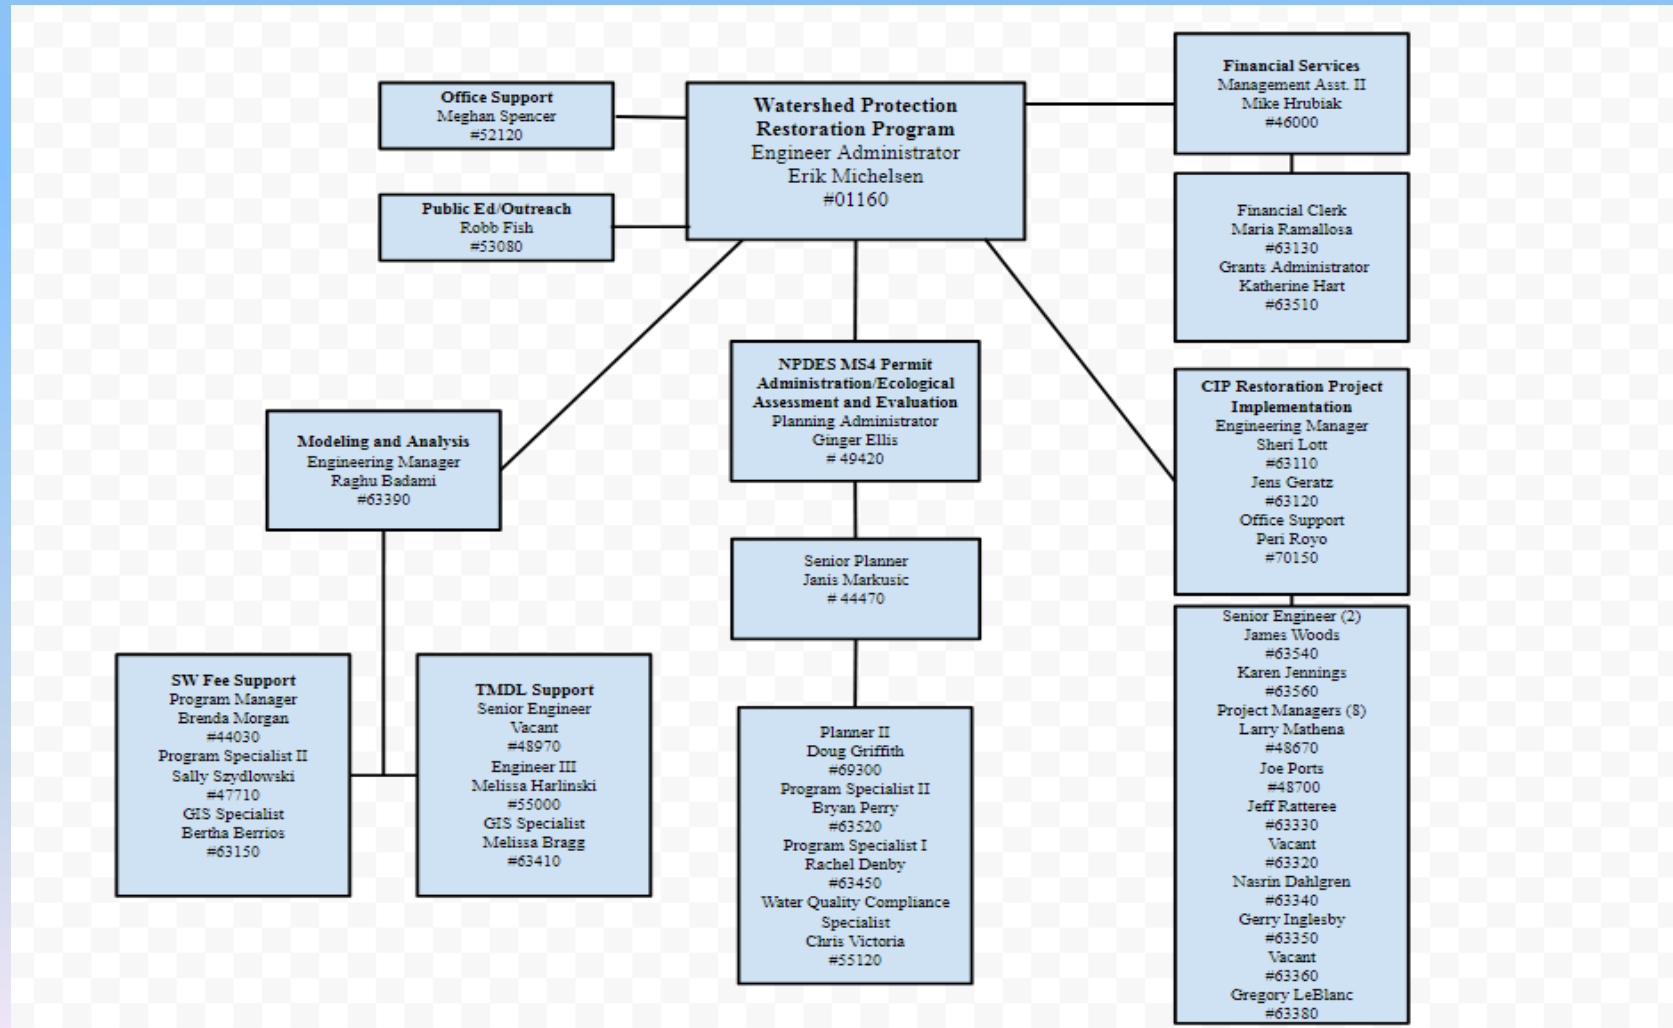 Office Support
Meghan Spencer
#52120
Public Ed/Outreach
Robb Fish
#53080
Watershed Protection
Restoration Program
Engineer Administrator
Erik Michelsen
#01160
Financial Services
Management Asst. II
Mike Hrubiak
#46000
Financial Clerk
Maria Ramallosa
#63130
Grants Administrator
Katherine Hart
#63510
Modeling and Analysis
Engineering Manager
Raghu Badami
#63390
NPDES MS4 Permit
Administration/Ecological
Assessment and Evaluation
Planning Administrator
Ginger Ellis
# 49420
CIP Restoration Project
Implementation
Engineering Manager
Sheri Lott
#63110
Jens Geratz
#63120
Office Support
Peri Royo
#70150
Senior Planner
Janis Markusic
# 44470
SW Fee Support
Program Manager
Brenda Morgan
#44030
Program Specialist II
Sally Szydlowski
#47710
GIS Specialist
Bertha Berrios
#63150
TMDL Support
Senior Engineer
Vacant
#48970
Engineer III
Melissa Harlinski
#55000
GIS Specialist
Melissa Bragg
#63410
Planner II
Doug Griffith
#69300
Program Specialist II
Bryan Perry
#63520
Program Specialist I
Rachel Denby
#63450
Water Quality Compliance
Specialist
Chris Victoria
#55120
Senior Engineer (2)
James Woods
#63540
Karen Jennings
#63560
Project Managers (8)
Larry Mathena
#48670
Joe Ports
#48700
Jeff Ratteree
#63330
Vacant
#63320
Nasrin Dahlgren
#63340
Gerry Inglesby
#63350
Vacant
#63360
Gregory LeBlanc
#63380